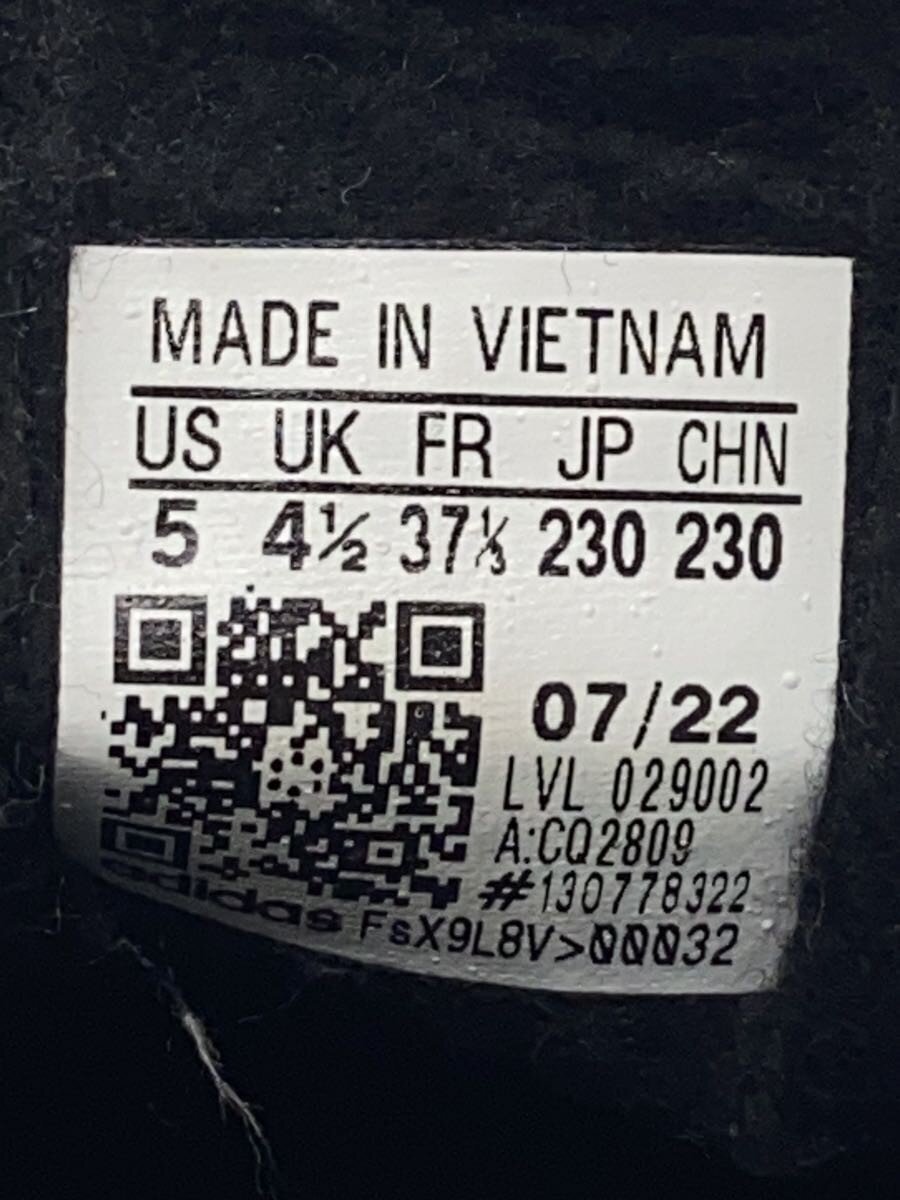 MADE IN VIETNAM
US UK FR JP CHN
5 4½ 37⅓ 230 230
07/22
LVL 029002
A:CQ2809
#130778322
adidas FsX9L8V>00032